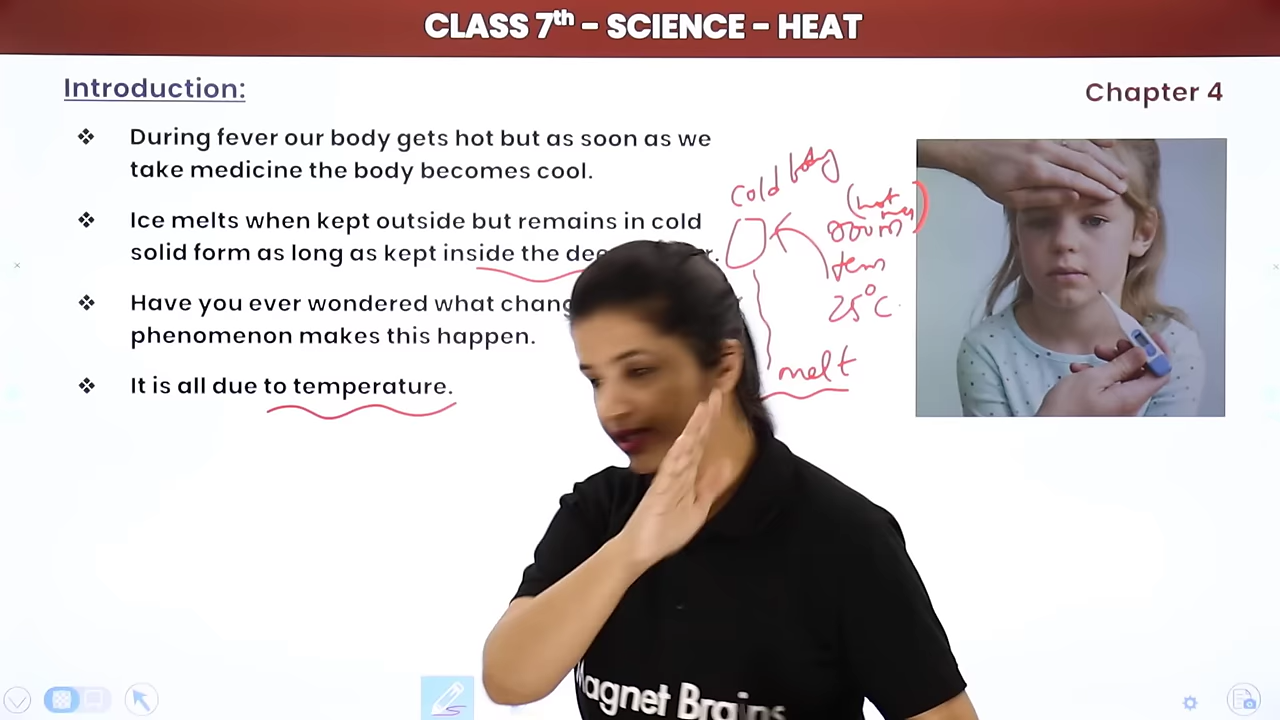 CLASS 7th - SCIENCE - HEAT
Introduction:
Chapter 4
❖ During fever our body gets hot but as soon as we
take medicine the body becomes cool.
❖ Ice melts when kept outside but remains in cold
solid form as long as kept inside the
❖ Have you ever wondered what
phenomenon makes this happen.
❖ It is all due to temperature.
cold body
(hot
room
tem
25°C
melt
Magnet Brains